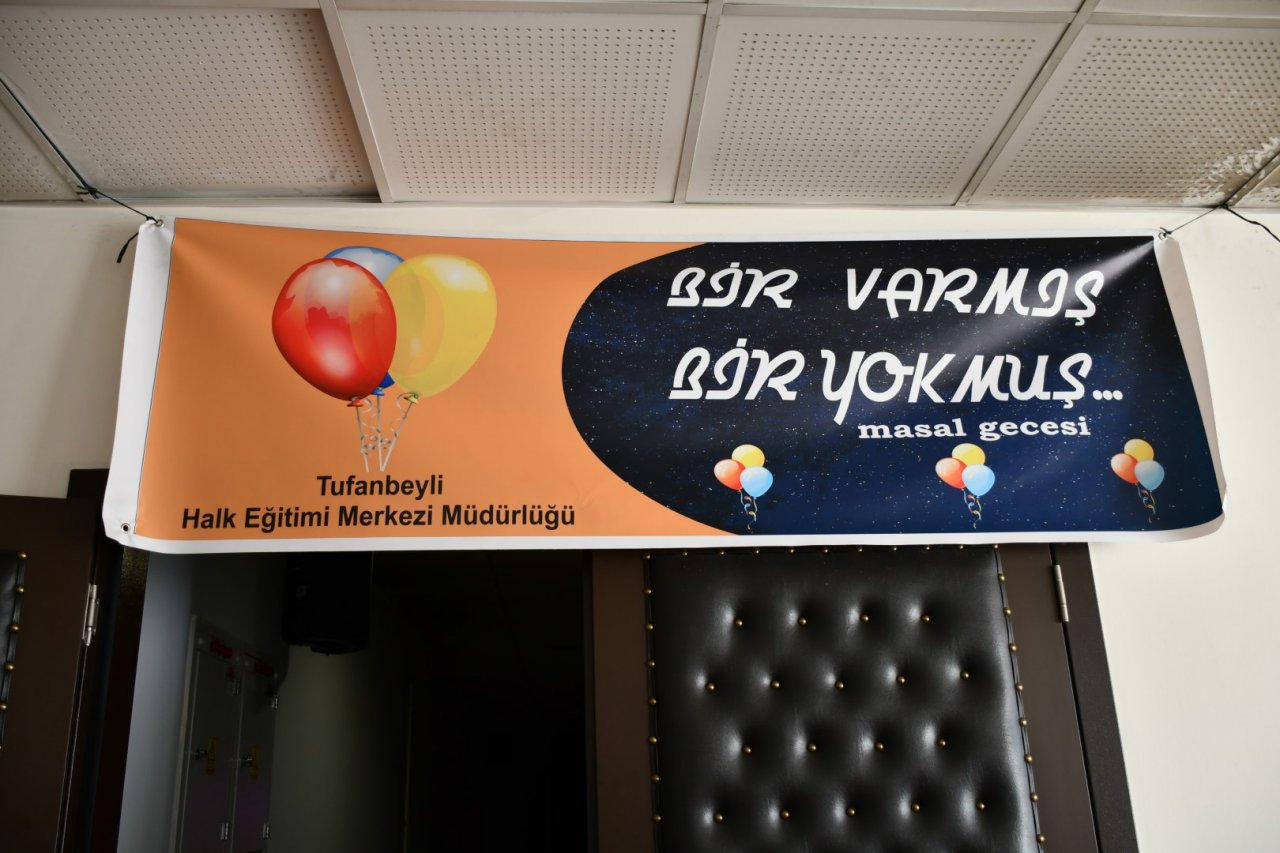 BİR VARMIŞ
BİR YOKMUŞ...
masal gecesi
Tufanbeyli
Halk Eğitimi Merkezi Müdürlüğü